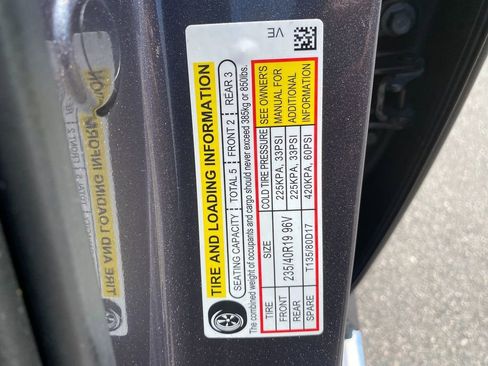 VM
TIRE AND LOADING INFORMATION
SEATING CAPACITY | TOTAL 5 | FRONT 2 | REAR 3
The combined weight of occupants and cargo should never exceed 385kg or 850lbs.
TIRE SIZE COLD TIRE PRESSURE SEE OWNER'S
FRONT 235/40R19 96V 225KPA, 33PSI MANUAL FOR
REAR 225KPA, 33PSI ADDITIONAL
SPARE T135/80D17 420KPA, 60PSI INFORMATION
TIRE AND LOADING INFORMATION